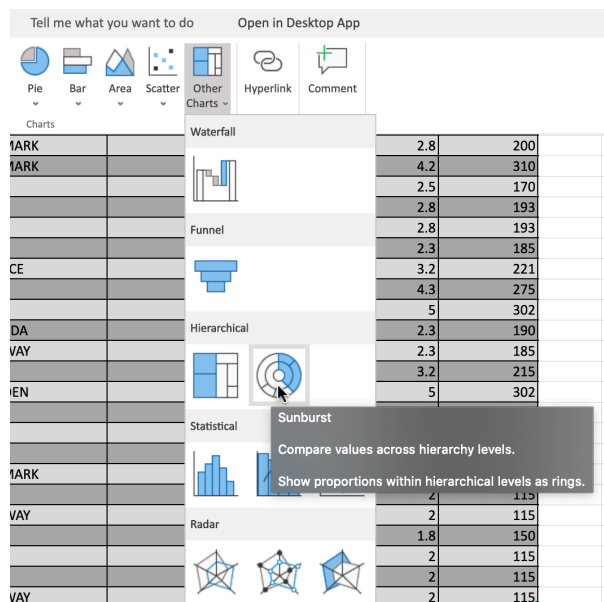 Tell me what you want to do Open in Desktop App
Pie Bar Area Scatter Other Charts Hyperlink Comment
Charts
Waterfall
Funnel
Hierarchical
Statistical
Radar
Sunburst
Compare values across hierarchy levels.
Show proportions within hierarchical levels as rings.
MARK 2.8 200
MARK 4.2 310
2.5 170
2.8 193
2.8 193
2.3 185
CE 3.2 221
4.3 275
5 302
DA 2.3 190
WAY 2.3 185
3.2 215
DEN 5 302
MARK
2 115
WAY 2 115
1.8 150
2 115
2 115
WAY 2 115